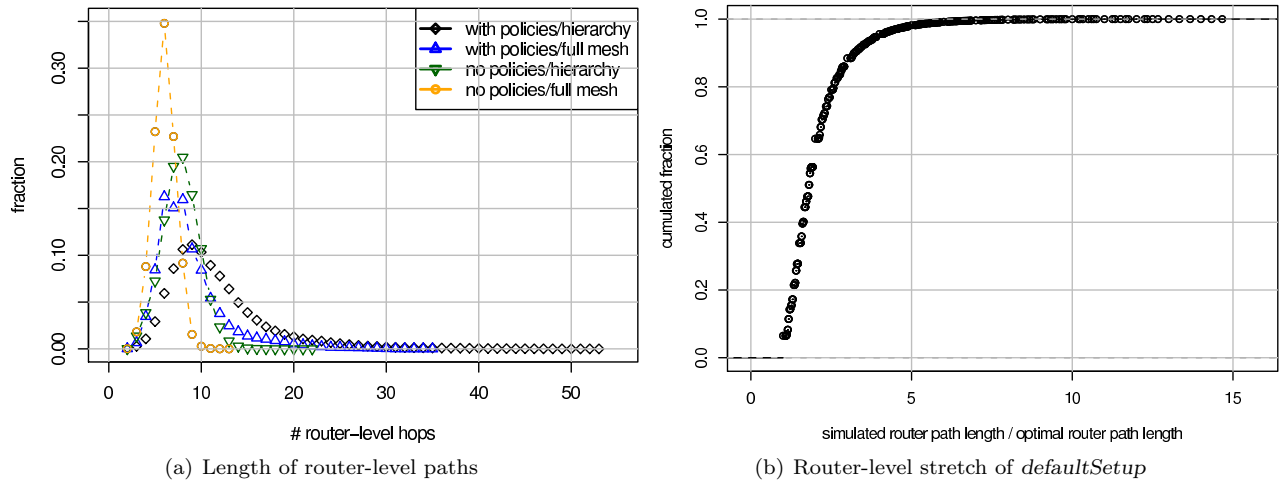 with policies/hierarchy
with policies/full mesh
no policies/hierarchy
no policies/full mesh
fraction
0.00
0.10
0.20
0.30
0
10
20
30
40
50
# router−level hops
(a) Length of router-level paths
cumulated fraction
0.0
0.2
0.4
0.6
0.8
1.0
0
5
10
15
simulated router path length / optimal router path length
(b) Router-level stretch of defaultSetup